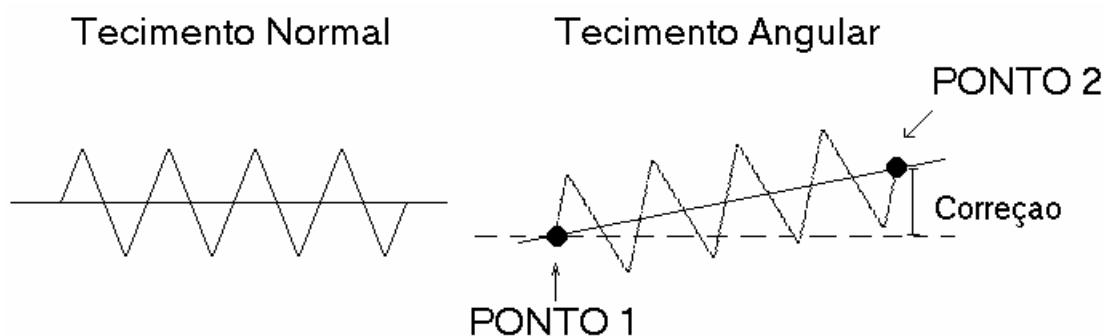 Tecimento Normal
Tecimento Angular
PONTO 2
Correçao
PONTO 1